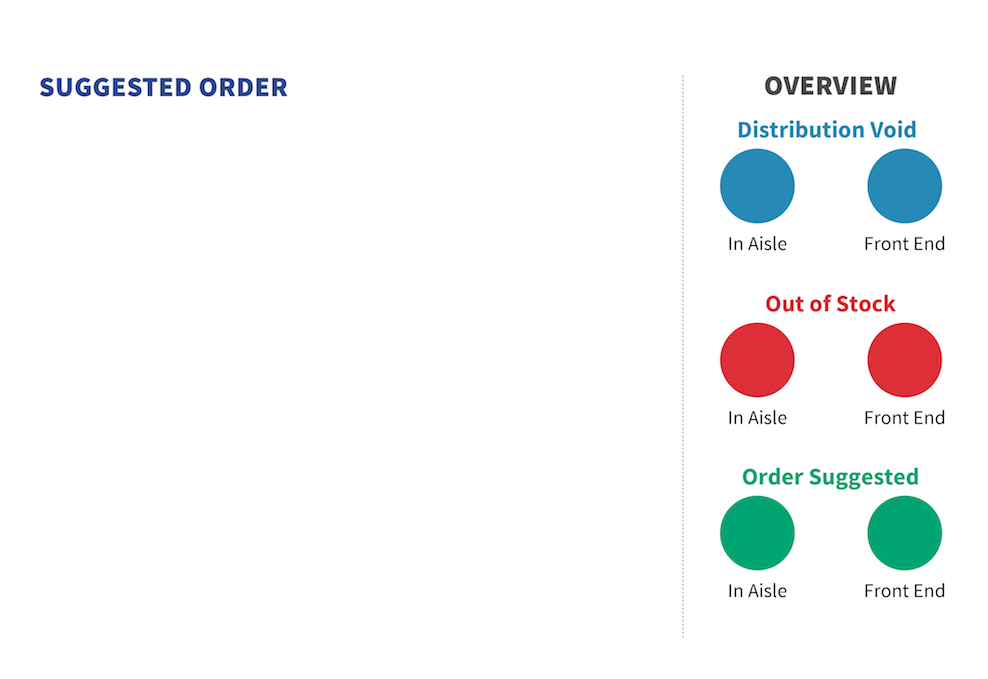 SUGGESTED ORDER
OVERVIEW
Distribution Void
In Aisle
Front End
Out of Stock
In Aisle
Front End
Order Suggested
In Aisle
Front End